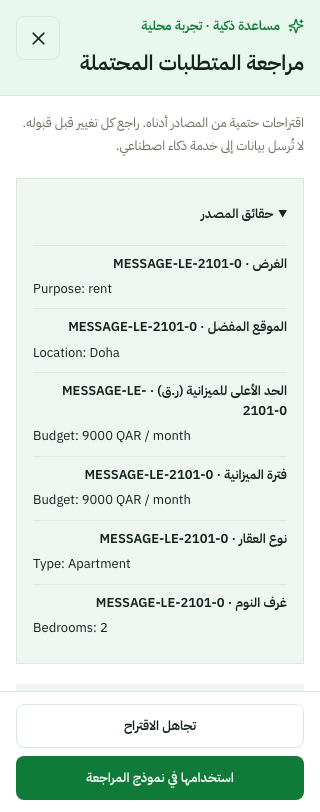 مساعدة ذكية · تجربة محلية
مراجعة المتطلبات المحتملة
اقتراحات حتمية من المصادر أدناه. راجع كل تغيير قبل قبوله.
لا تُرسل بيانات إلى خدمة ذكاء اصطناعي.
▼ حقائق المصدر
الغرض · MESSAGE-LE-2101-0
Purpose: rent
الموقع المفضل · MESSAGE-LE-2101-0
Location: Doha
الحد الأعلى للميزانية (ر.ق) · MESSAGE-LE-
2101-0
Budget: 9000 QAR / month
فترة الميزانية · MESSAGE-LE-2101-0
Budget: 9000 QAR / month
نوع العقار · MESSAGE-LE-2101-0
Type: Apartment
غرف النوم · MESSAGE-LE-2101-0
Bedrooms: 2
تجاهل الاقتراح
استخدامها في نموذج المراجعة